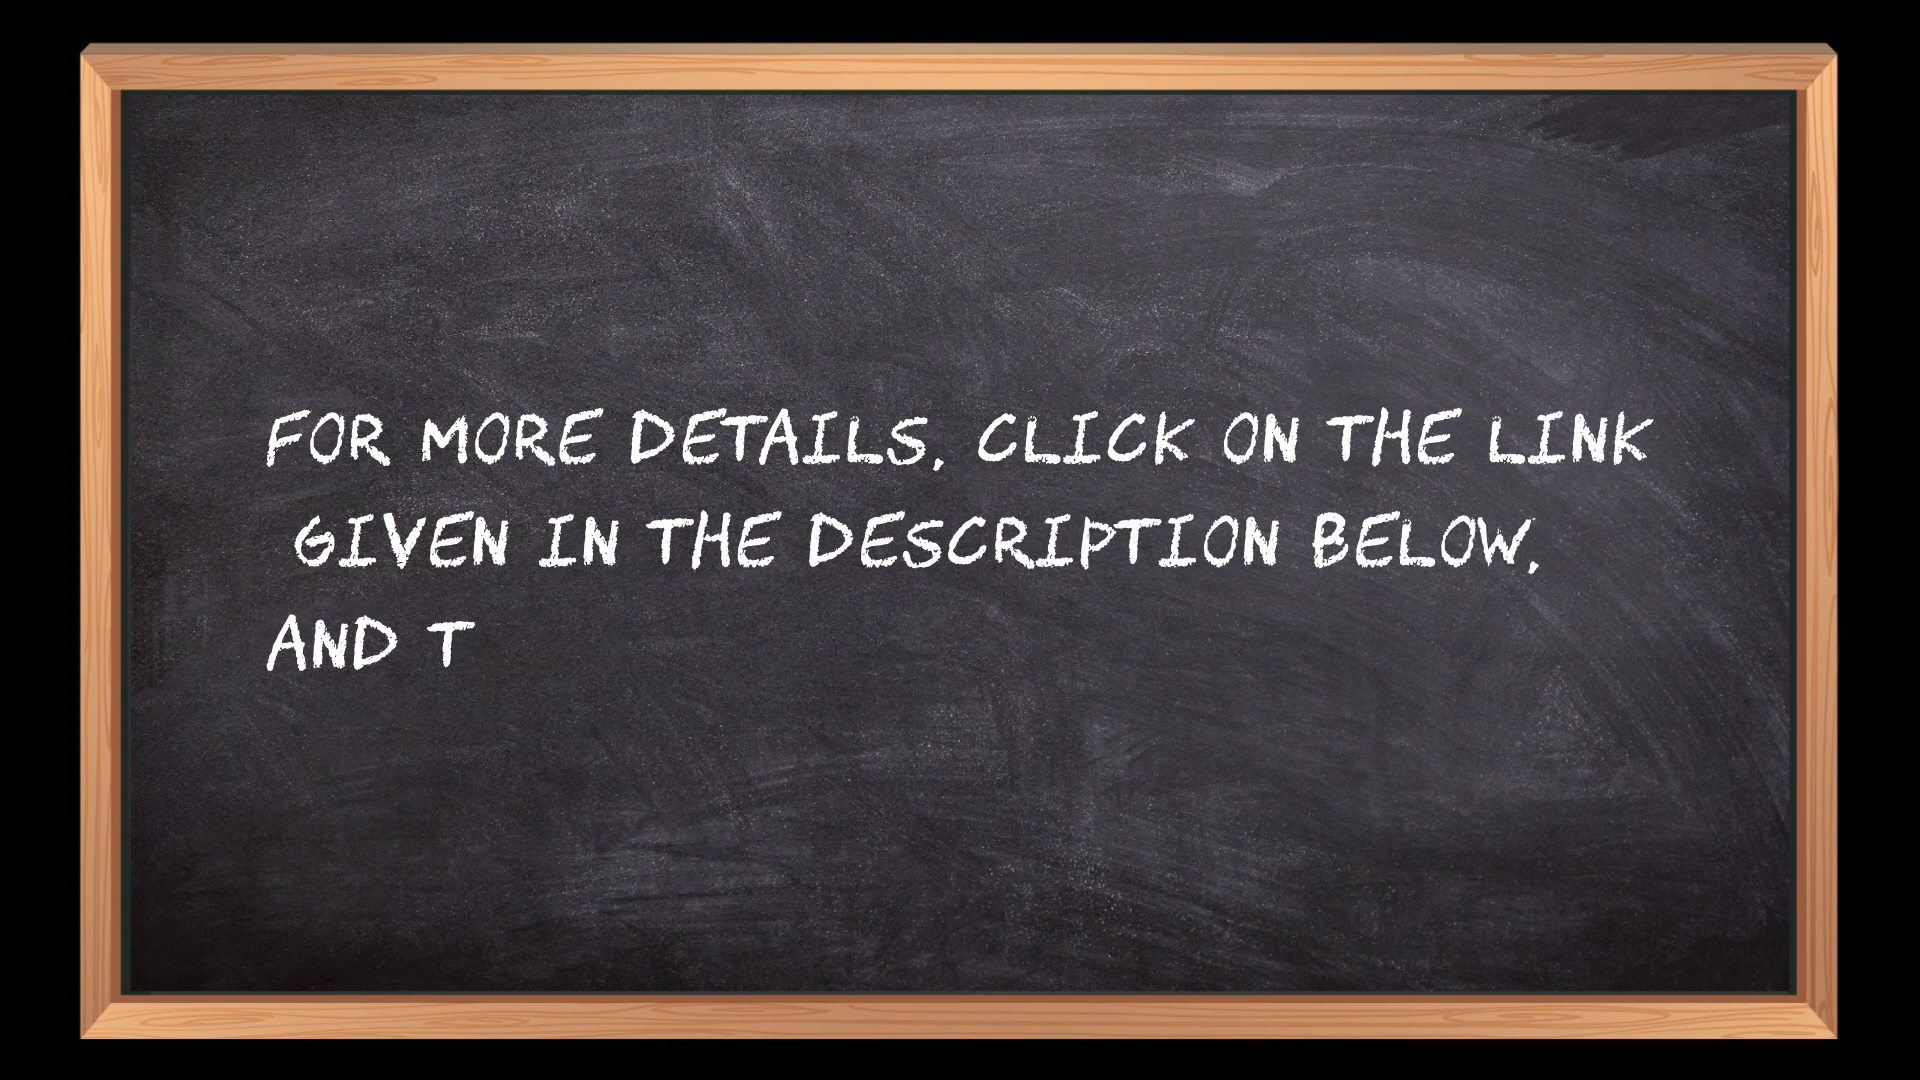 FOR MORE DETAILS, CLICK ON THE LINK
GIVEN IN THE DESCRIPTION BELOW,
AND T